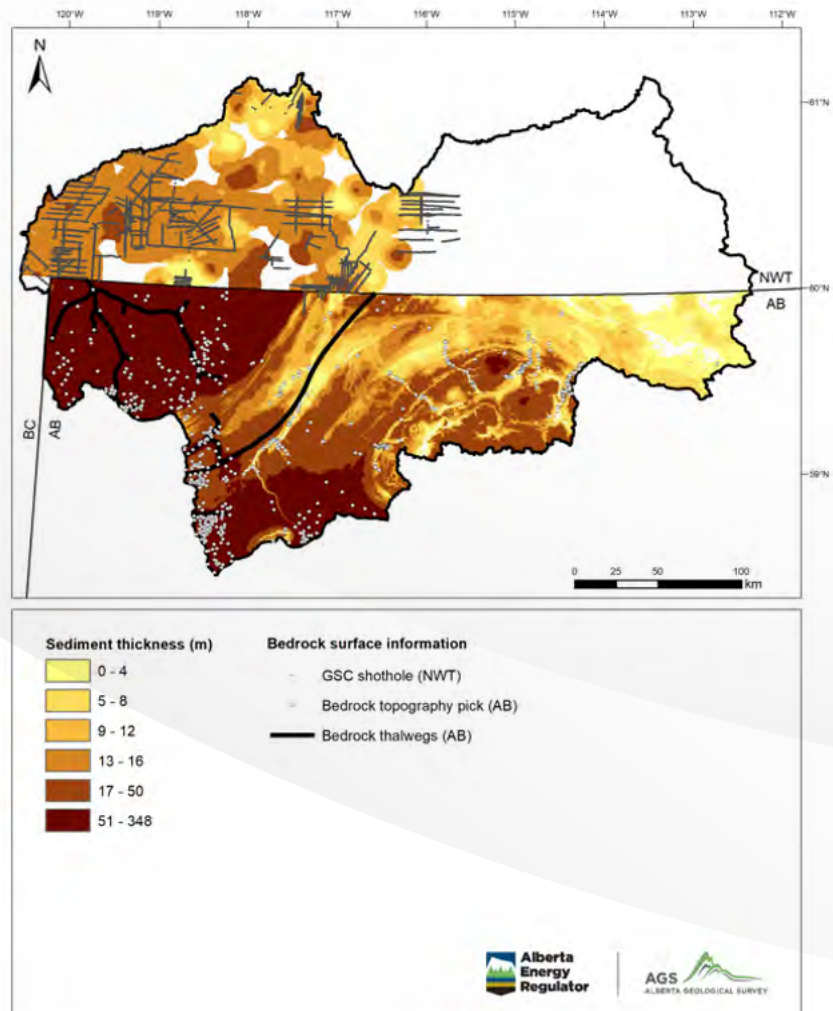 120°W 119°W 118°W 117°W 116°W 115°W 114°W 113°W 112°W
N
61°N
60°N
NWT
AB
BC
AB
59°N
59°N
0 25 50 100
km
Sediment thickness (m)
0 - 4
5 - 8
9 - 12
13 - 16
17 - 50
51 - 348
Bedrock surface information
GSC shothole (NWT)
Bedrock topography pick (AB)
Bedrock thalwegs (AB)
Alberta
Energy
Regulator
AGS
ALBERTA GEOLOGICAL SURVEY